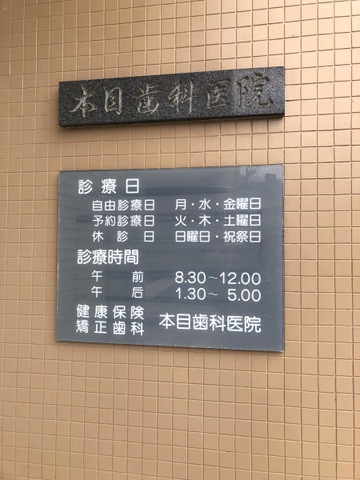 本目歯科医院
診療日
自由診療日 月・水・金曜日
予約診療日 火・木・土曜日
休診日 日曜日・祝祭日
診療時間
午前 8.30～12.00
午后 1.30～5.00
健康保険
矯正歯科 本目歯科医院